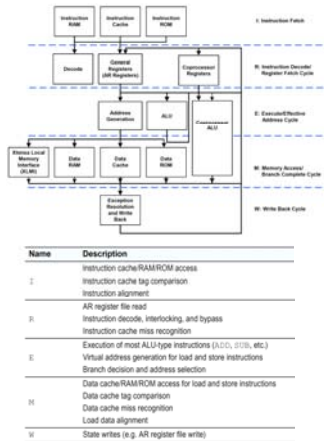 Instruction RAM
Instruction Cache
Instruction ROM
I: Instruction Fetch
Decode
General Registers (AR Registers)
Coprocessor Registers
R: Instruction Decode/
Register Fetch Cycle
Address Generation
ALU
ALU
E: Execute/Effective
Address Cycle
Xtensa Local Memory Interface (XLMI)
Data RAM
Data Cache
Data ROM
M: Memory Access/
Branch Complete Cycle
Exception Resolution and Write Back
W: Write Back Cycle
Name Description
Instruction cache/RAM/ROM access
I Instruction cache tag comparison
Instruction alignment
AR register file read
R Instruction decode, interlocking, and bypass
Instruction cache miss recognition
Execution of most ALU-type instructions (ADD, SUB, etc.)
E Virtual address generation for load and store instructions
Branch decision and address selection
Data cache/RAM/ROM access for load and store instructions
M Data cache tag comparison
Data cache miss recognition
Load data alignment
W State writes (e.g. AR register file write)